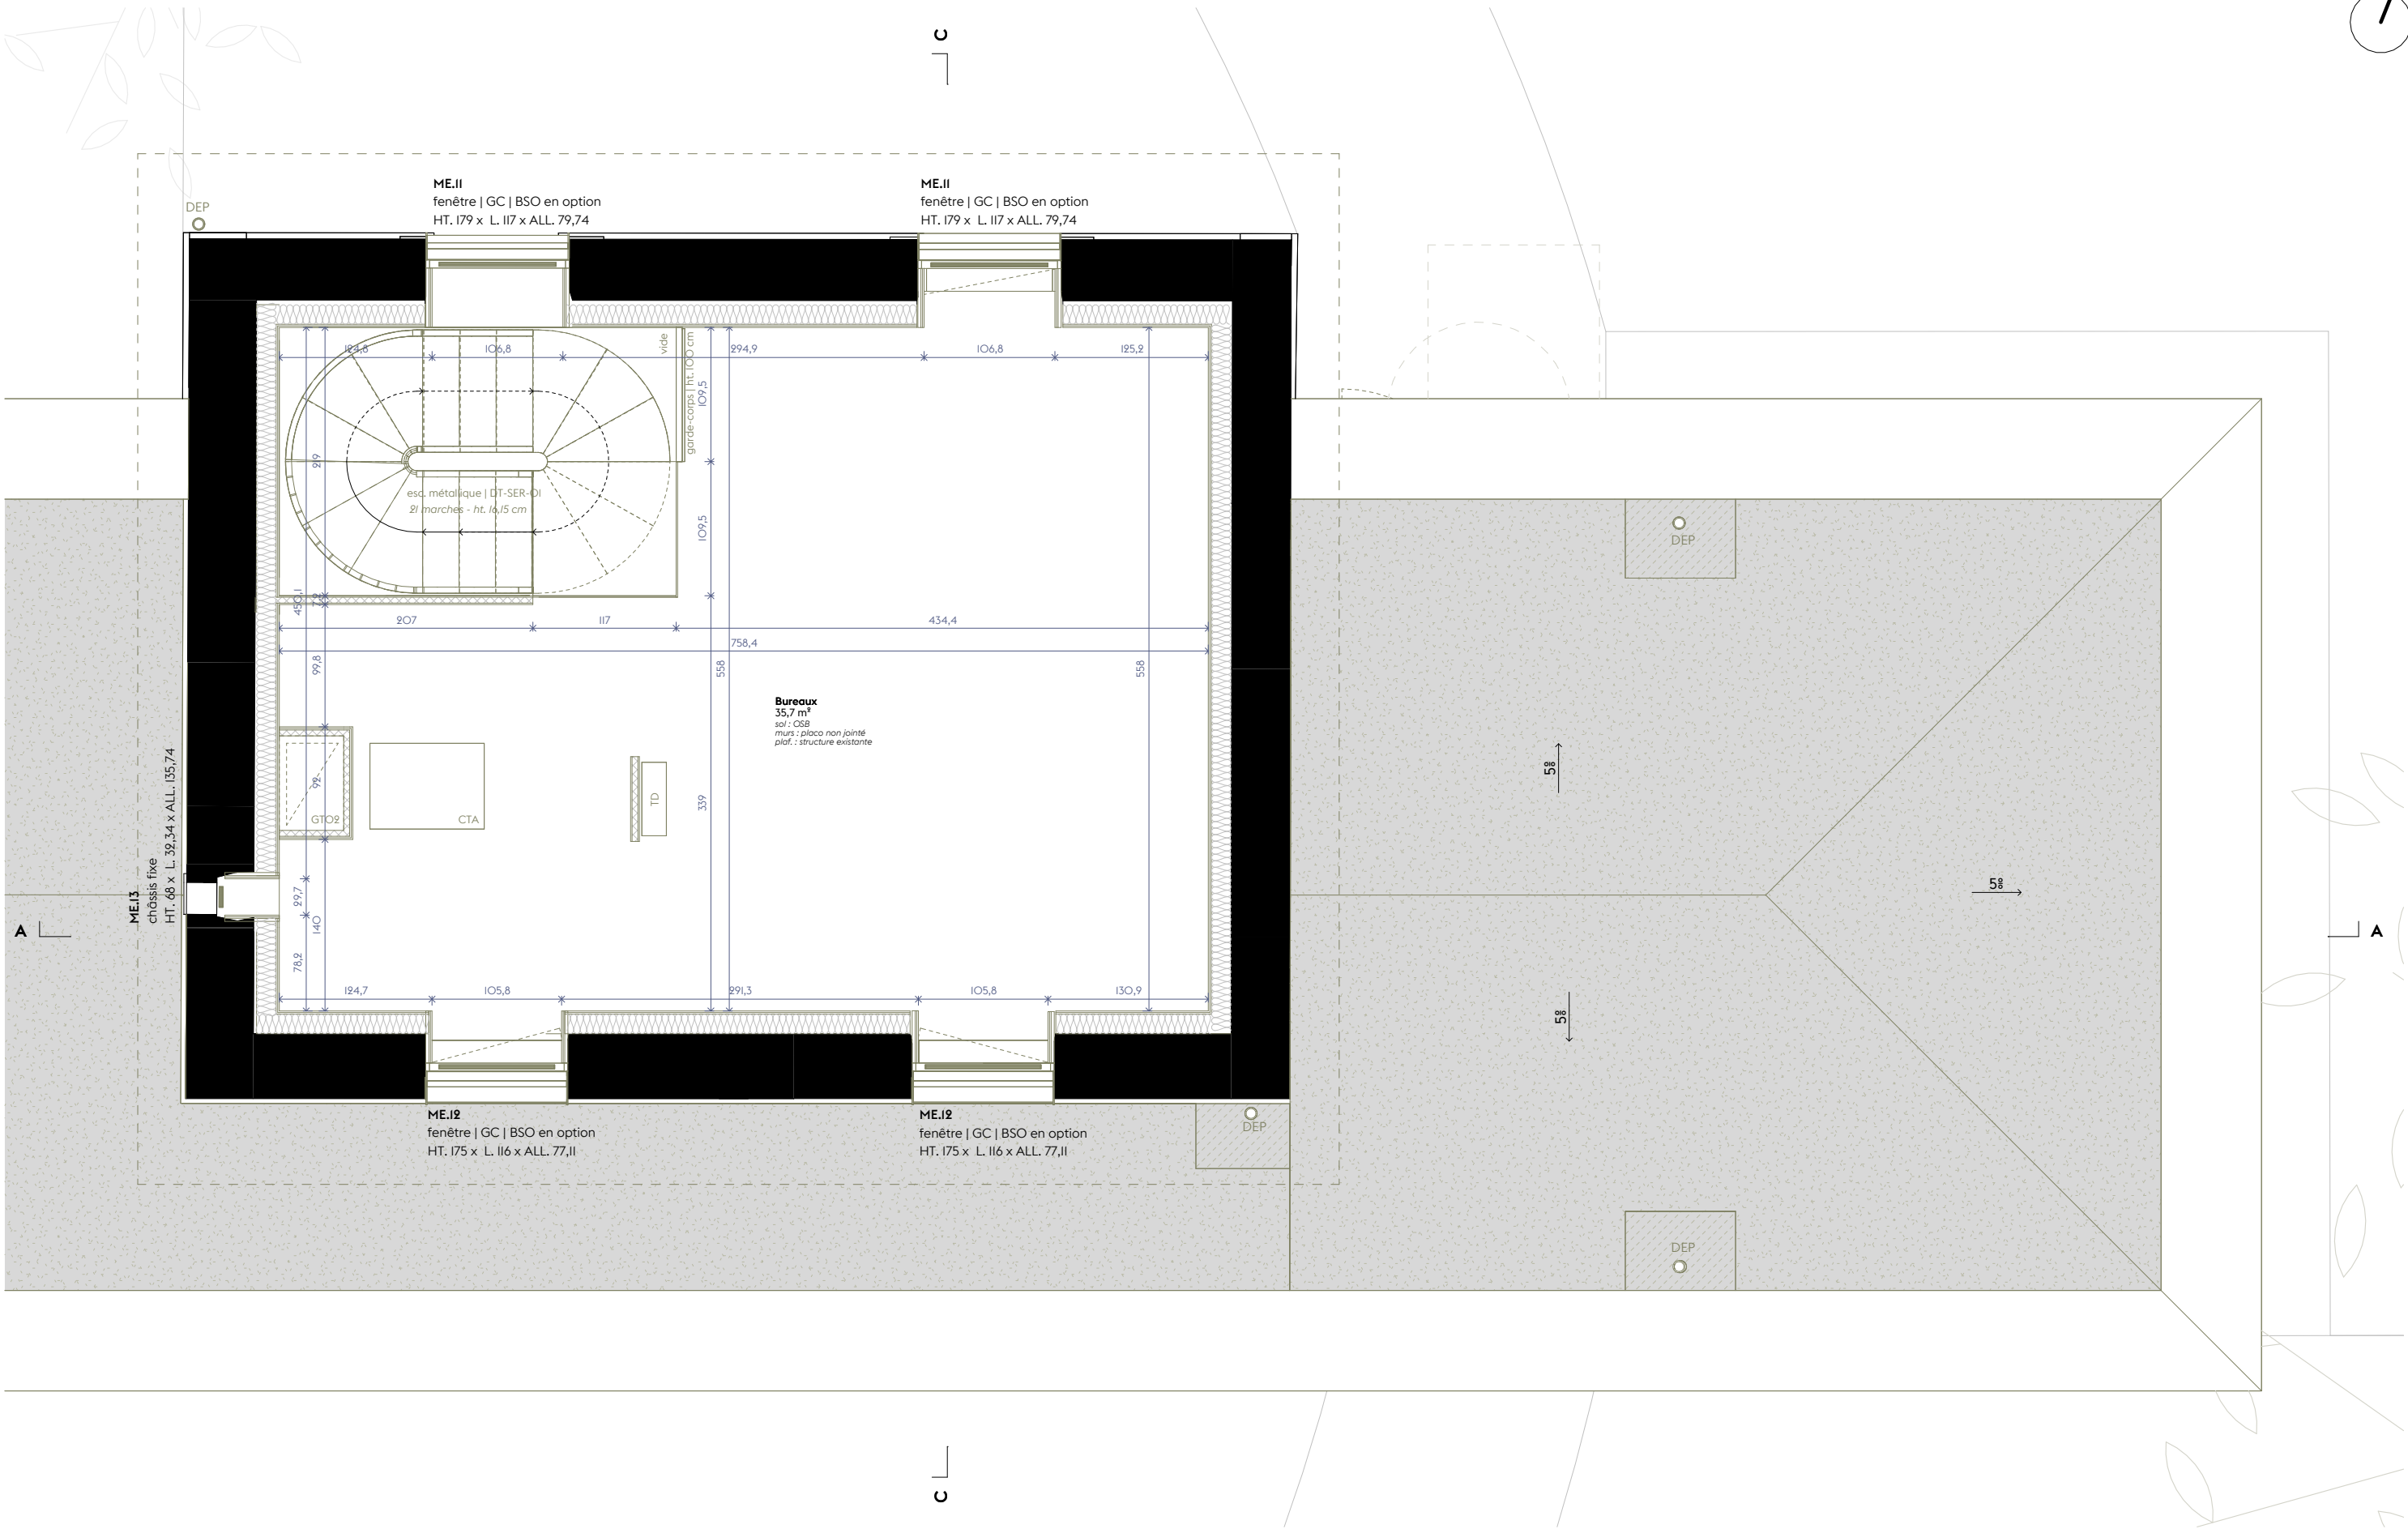 C
DEP
ME.11
fenêtre | GC | BSO en option
HT. 179 x L. 117 x ALL. 79,74
ME.11
fenêtre | GC | BSO en option
HT. 179 x L. 117 x ALL. 79,74
124,8
106,8
294,9
106,8
125,2
vide
garde-corps | ht. 100 cm
109,5
219
esc. métallique | DT-SER-01
21 marches - ht. 16,15 cm
109,5
DEP
450,1
7,2
207
117
434,4
758,4
99,8
558
558
Bureaux
35,7 m²
sol : OSB
murs : placo non jointé
plaf. : structure existante
5%
92
GT02
CTA
TD
339
ME.13
châssis fixe
HT. 68 x L. 32,34 x ALL. 135,74
29,7
140
78,2
5%
A
A
124,7
105,8
291,3
105,8
130,9
5%
ME.12
fenêtre | GC | BSO en option
HT. 175 x L. 116 x ALL. 77,11
ME.12
fenêtre | GC | BSO en option
HT. 175 x L. 116 x ALL. 77,11
DEP
DEP
C